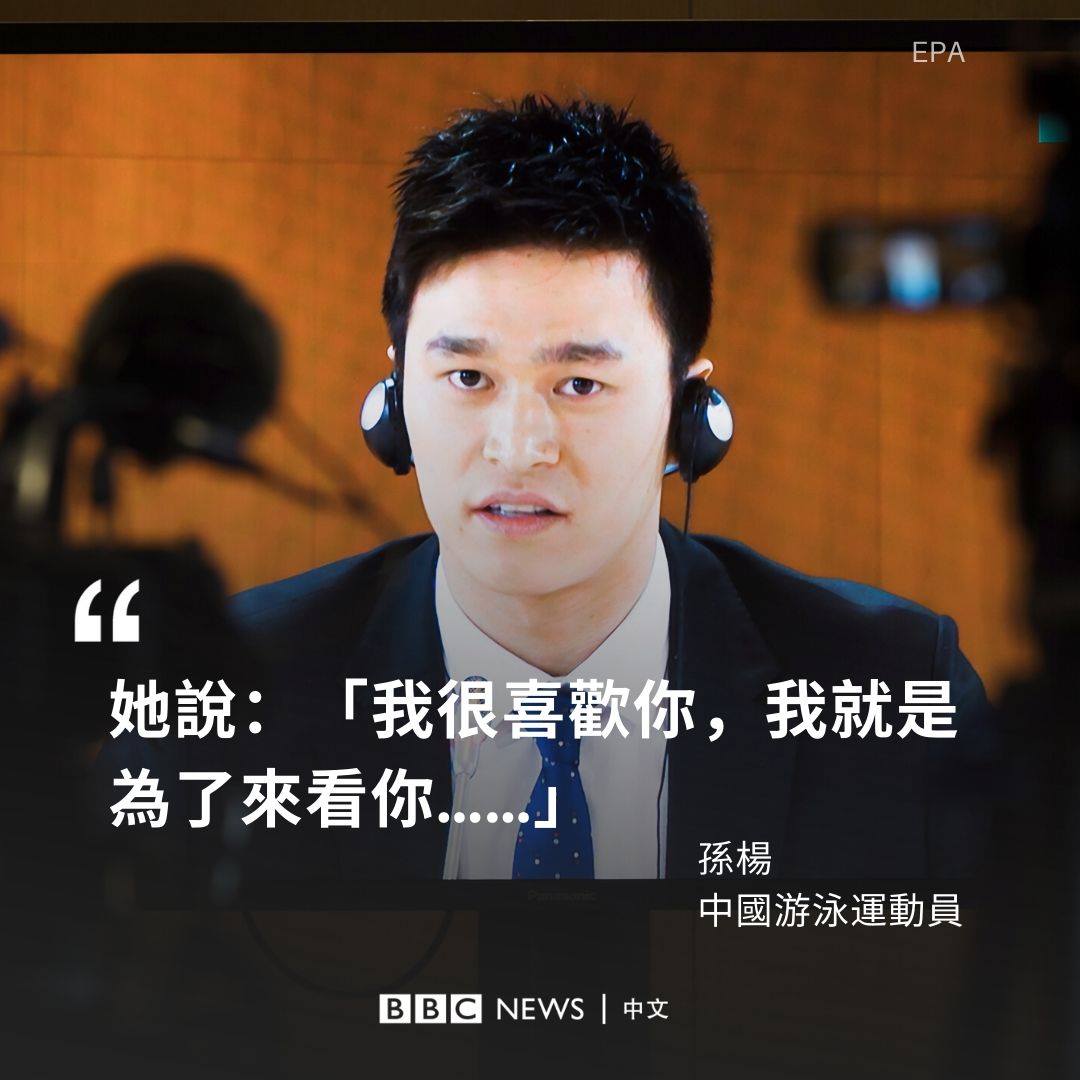 EPA
“
她說：「我很喜歡你，我就是
為了來看你……」
孫楊
中國游泳運動員
Panasonic
BBC NEWS | 中文